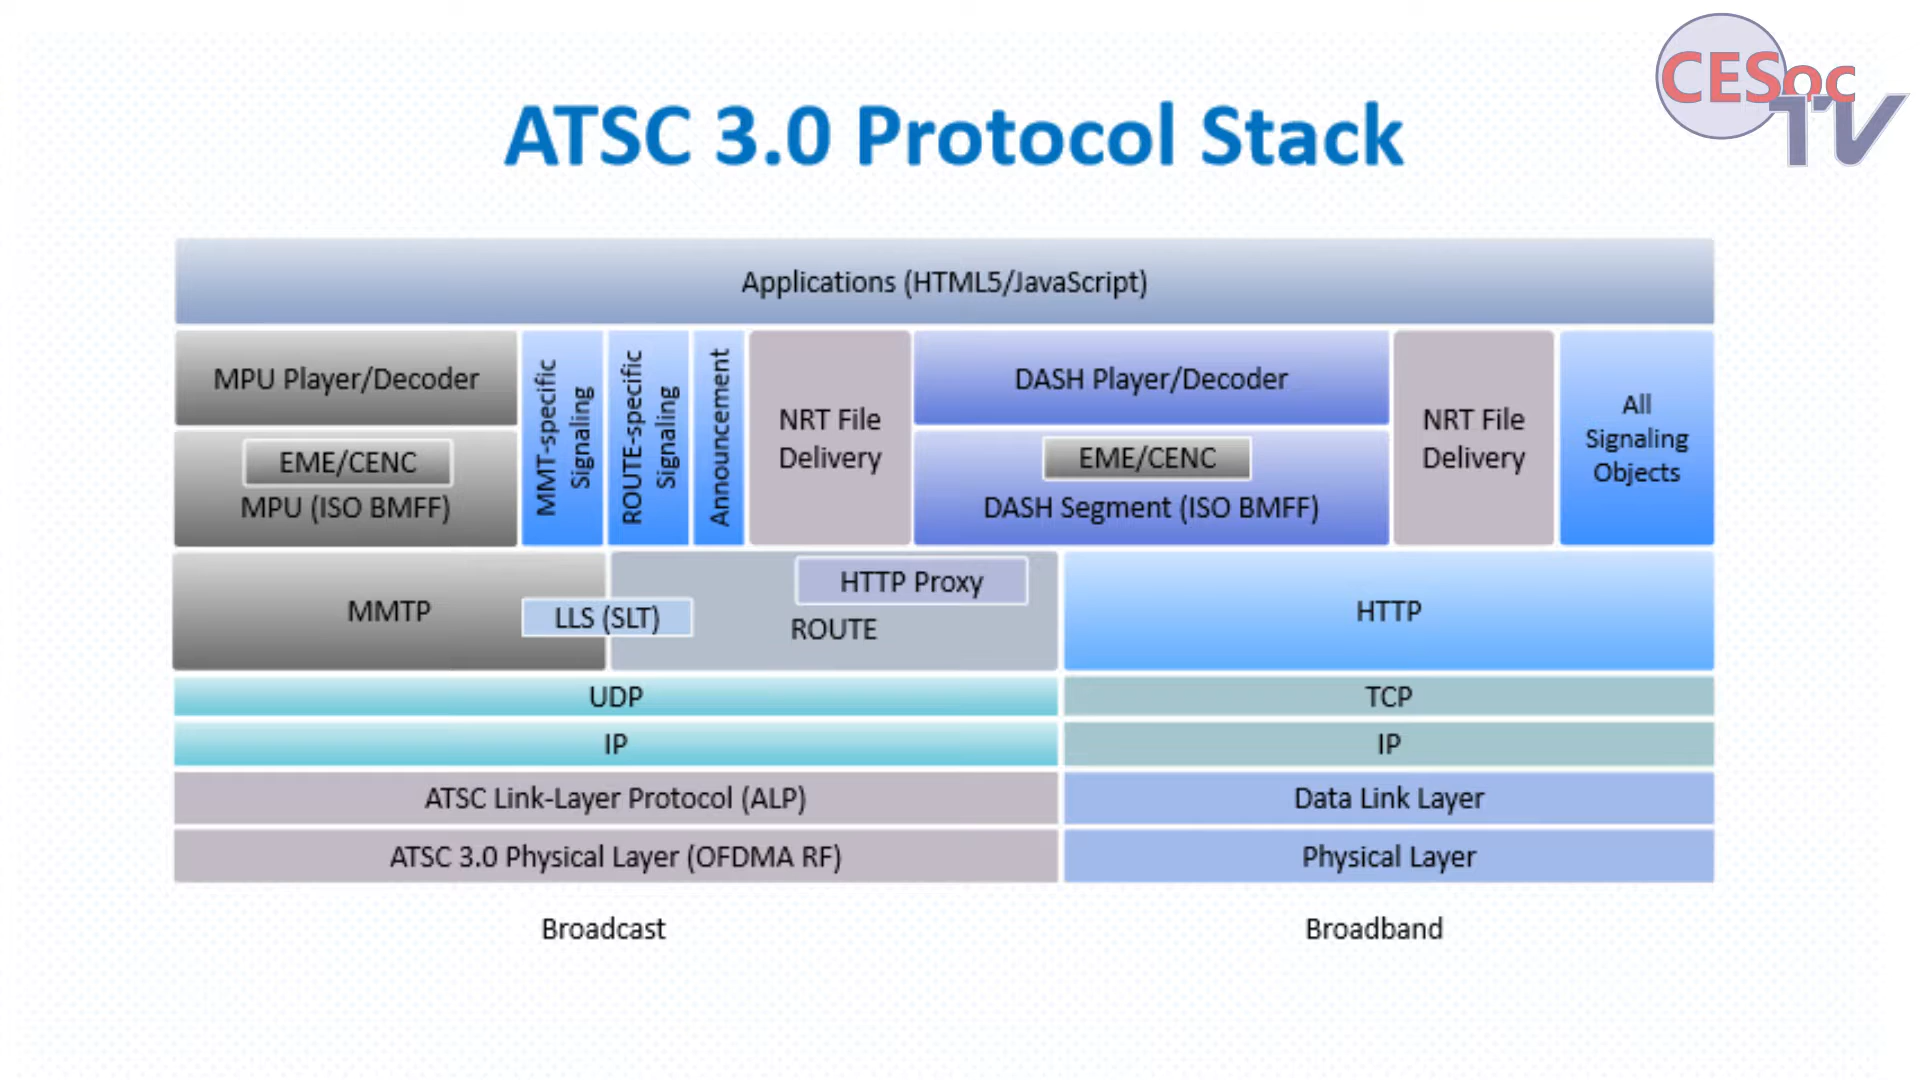 CESoc
TV
ATSC 3.0 Protocol Stack
Applications (HTML5/JavaScript)
MPU Player/Decoder
EME/CENC
MPU (ISO BMFF)
MMT-specific
Signaling
ROUTE-specific
Signaling
Announcement
NRT File
Delivery
DASH Player/Decoder
EME/CENC
DASH Segment (ISO BMFF)
NRT File
Delivery
All
Signaling
Objects
MMTP
LLS (SLT)
HTTP Proxy
ROUTE
HTTP
UDP
TCP
IP
IP
ATSC Link-Layer Protocol (ALP)
Data Link Layer
ATSC 3.0 Physical Layer (OFDMA RF)
Physical Layer
Broadcast
Broadband